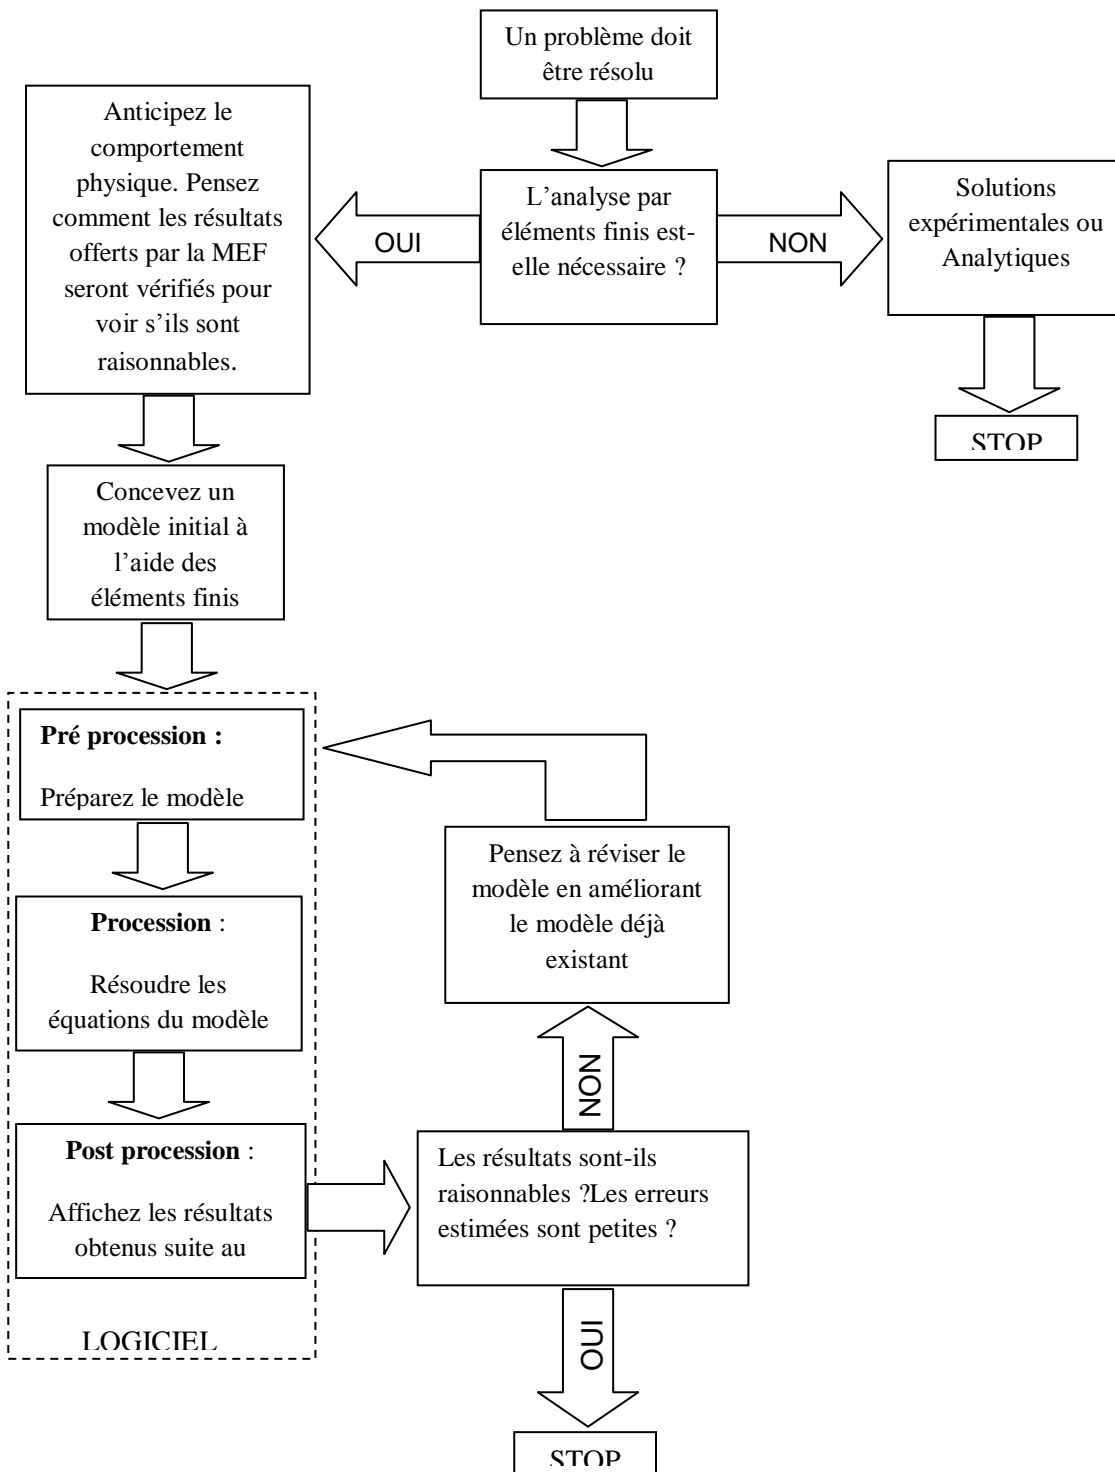 Un problème doit
être résolu
Anticipez le
comportement
physique. Pensez
comment les résultats
offerts par la MEF
seront vérifiés pour
voir s’ils sont
raisonnables.
OUI
L’analyse par
éléments finis est-
elle nécessaire ?
NON
Solutions
expérimentales ou
Analytiques
STOP
Concevez un
modèle initial à
l’aide des
éléments finis
Pré procession :
Préparez le modèle
Procession :
Résoudre les
équations du modèle
Post procession :
Affichez les résultats
obtenus suite au
LOGICIEL
Pensez à réviser le
modèle en améliorant
le modèle déjà
existant
NON
Les résultats sont-ils
raisonnables ?Les erreurs
estimées sont petites ?
OUI
STOP